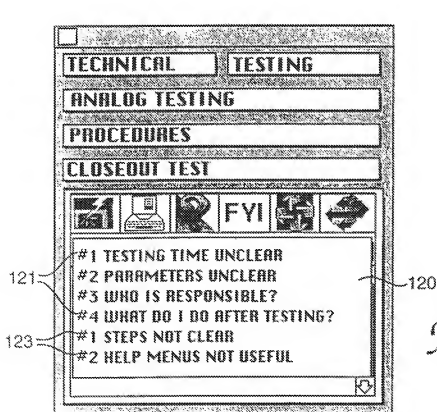 TECHNICAL TESTING
ANALOG TESTING
PROCEDURES
CLOSEOUT TEST
FYI
#1 TESTING TIME UNCLEAR
#2 PARAMETERS UNCLEAR
#3 WHO IS RESPONSIBLE?
#4 WHAT DO I DO AFTER TESTING?
#1 STEPS NOT CLEAR
#2 HELP MENUS NOT USEFUL
121
123
120